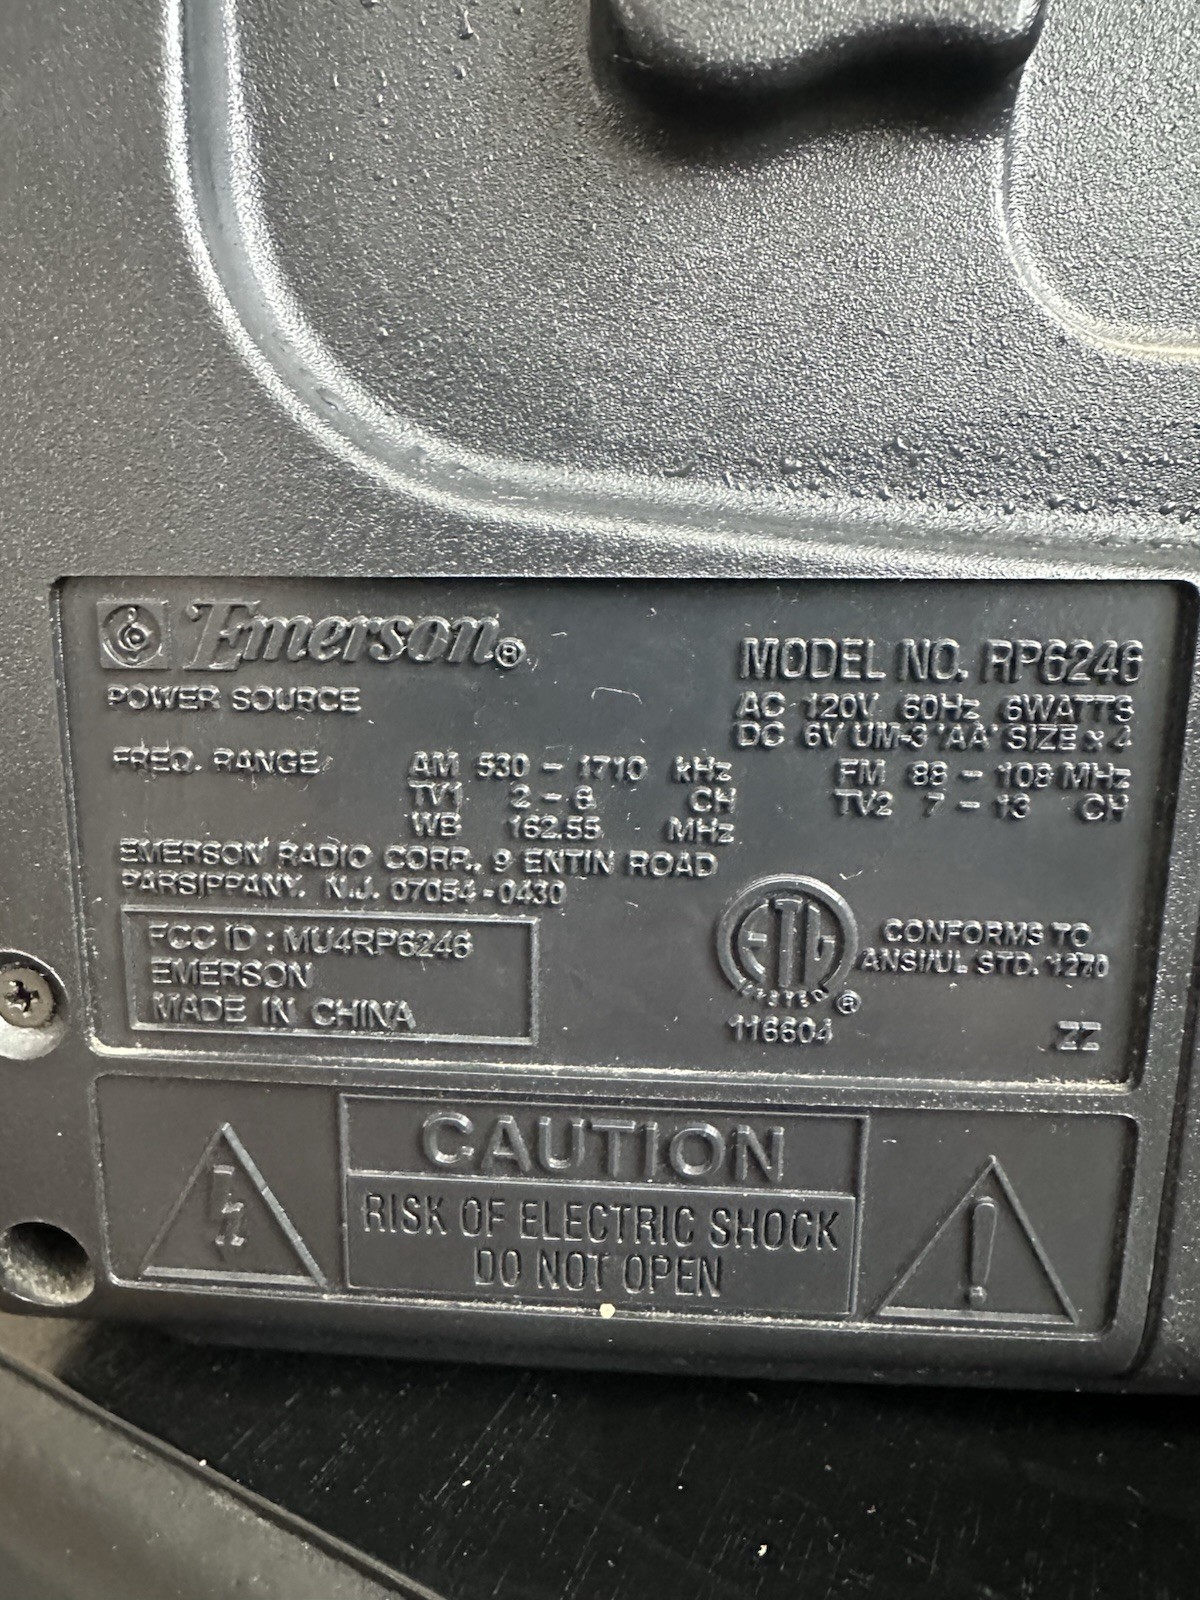 Emerson®
MODEL NO. RP6246
POWER SOURCE
AC 120V 60Hz 6WATTS
DC 6V UM-3 'AA' SIZE x 4
FREQ. RANGE
AM 530 - 1710 kHz
FM 88 - 108 MHz
TV1 2 - 6 CH
TV2 7 - 13 CH
WB 162.55 MHz
EMERSON RADIO CORP., 9 ENTIN ROAD
PARSIPPANY, N.J. 07054-0430
FCC ID : MU4RP6246
EMERSON
MADE IN CHINA
ETL
LISTED ®
116604
CONFORMS TO
ANSI/UL STD. 1270
ZZ
CAUTION
RISK OF ELECTRIC SHOCK
DO NOT OPEN